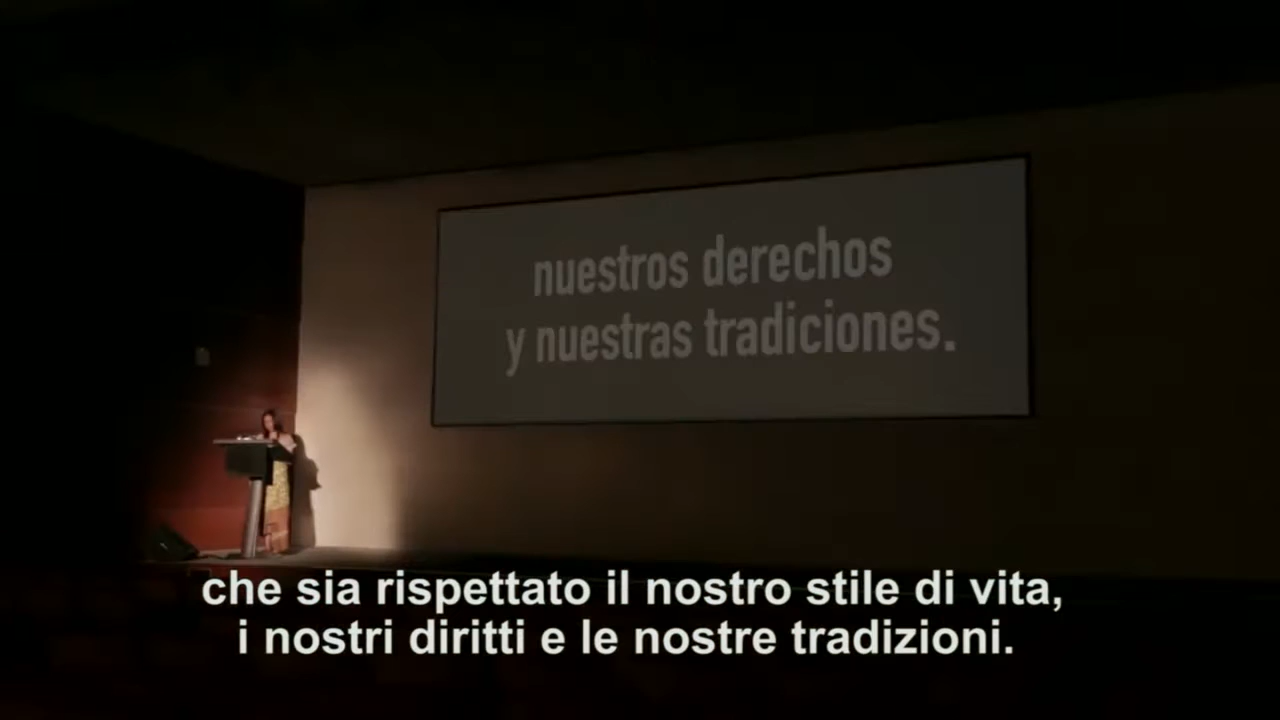 nuestros derechos
y nuestras tradiciones.
che sia rispettato il nostro stile di vita,
i nostri diritti e le nostre tradizioni.